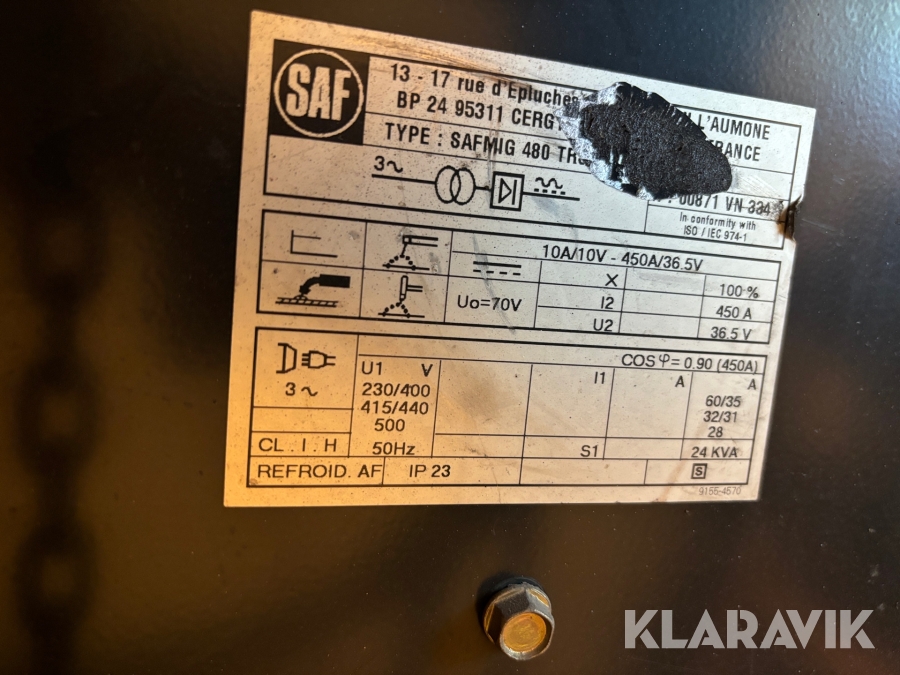 SAF
13 - 17 rue d'Epluches L'AUMONE
BP 24 95311 CERGY FRANCE
TYPE : SAFMIG 480
3~
00871 VN 334
In conformity with
ISO / IEC 974-1
10A/10V - 450A/36.5V
X 100 %
Uo=70V I2 450 A
U2 36.5 V
COS φ = 0.90 (450A)
3~
U1 V I1 A A
230/400 60/35
415/440 32/31
500 28
CL . I . H 50Hz S1 24 KVA
REFROID. AF IP 23 S
9155-4570
KLARAVIK